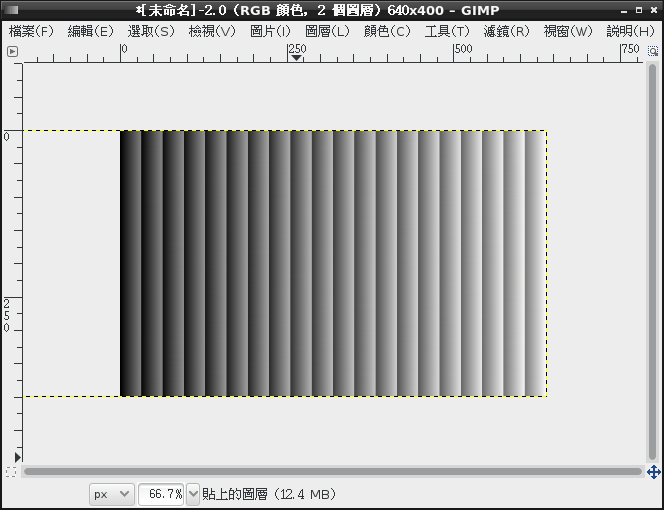 *[未命名]-2.0 (RGB 顏色, 2 個圖層) 640x400 – GIMP
檔案(F) 編輯(E) 選取(S) 檢視(V) 圖片(I) 圖層(L) 顏色(C) 工具(T) 濾鏡(R) 視窗(W) 說明(H)
0 250 500 750
0
250
px 66.7% 貼上的圖層 (12.4 MB)